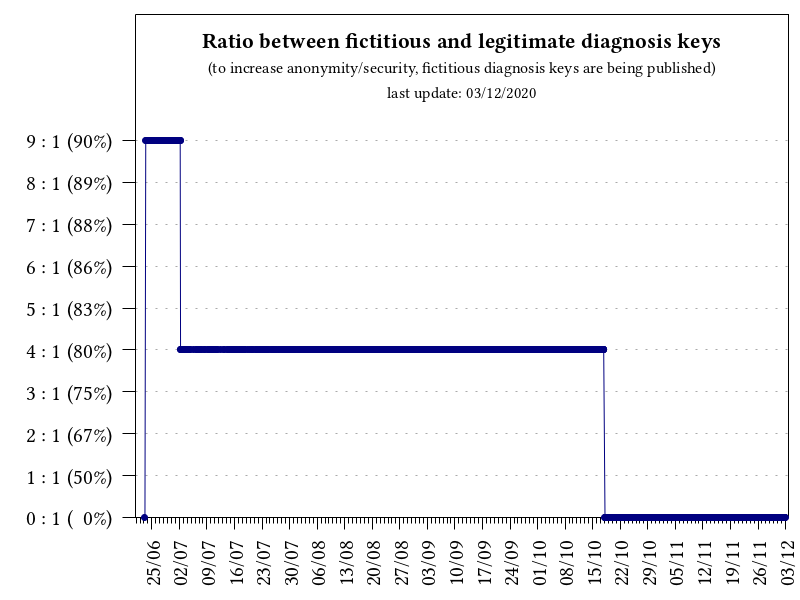 Ratio between fictitious and legitimate diagnosis keys
(to increase anonymity/security, fictitious diagnosis keys are being published)
last update: 03/12/2020
9 : 1 (90%)
8 : 1 (89%)
7 : 1 (88%)
6 : 1 (86%)
5 : 1 (83%)
4 : 1 (80%)
3 : 1 (75%)
2 : 1 (67%)
1 : 1 (50%)
0 : 1 (  0%)
25/06
02/07
09/07
16/07
23/07
30/07
06/08
13/08
20/08
27/08
03/09
10/09
17/09
24/09
01/10
08/10
15/10
22/10
29/10
05/11
12/11
19/11
26/11
03/12